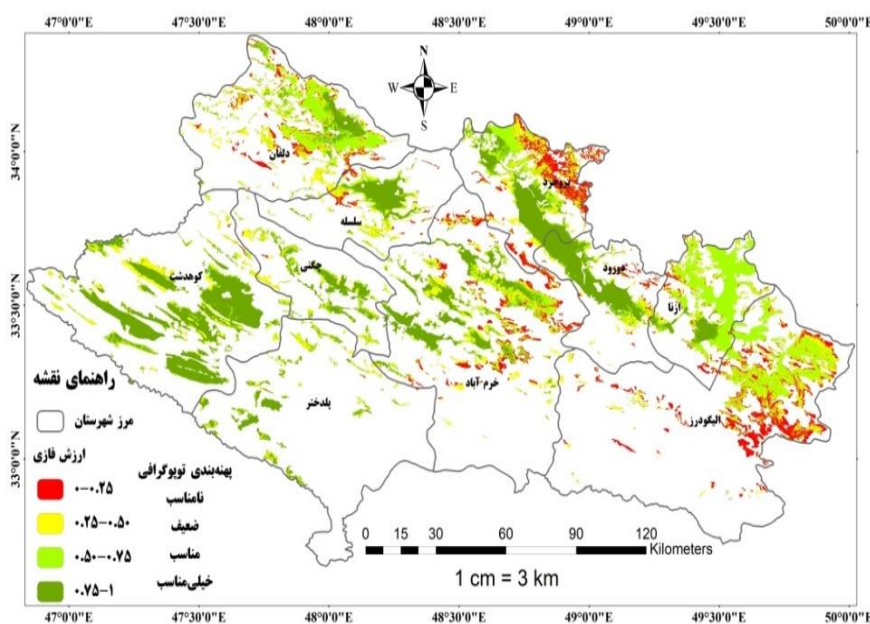 47°0'0"E 47°30'0"E 48°0'0"E 48°30'0"E 49°0'0"E 49°30'0"E 50°0'0"E
34°0'0"N
33°30'0"N
33°0'0"N
N
W E
S
دلفان
بروجرد
سلسله
کوهدشت
چگنی
دورود
ازنا
خرم-آباد
پلدختر
الیگودرز
راهنمای نقشه
مرز شهرستان
ارزش فازی
پهنه‌بندی توپوگرافی
۰-۰.۲۵ نامناسب
۰.۲۵-۰.۵۰ ضعیف
۰.۵۰-۰.۷۵ مناسب
۰.۷۵-۱ خیلی‌مناسب
0 15 30 60 90 120
Kilometers
1 cm = 3 km
47°0'0"E 47°30'0"E 48°0'0"E 48°30'0"E 49°0'0"E 49°30'0"E 50°0'0"E